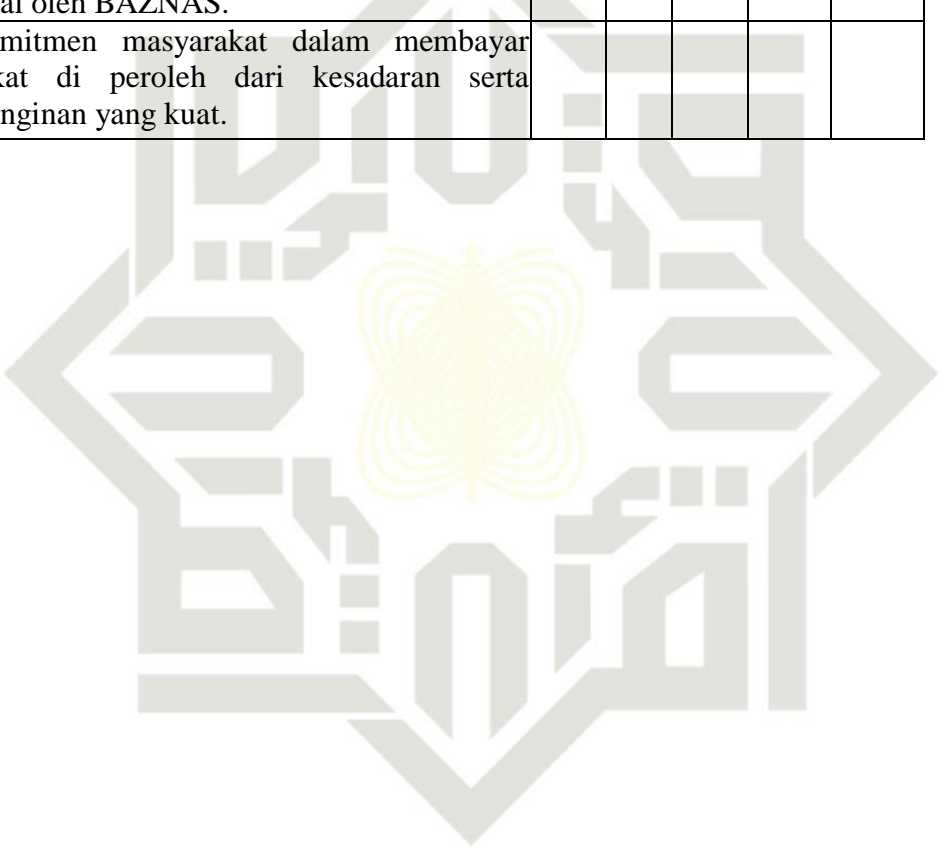 al oleh BAZNAS.
mitmen masyarakat dalam membayar
kat di peroleh dari kesadaran serta
nginan yang kuat.